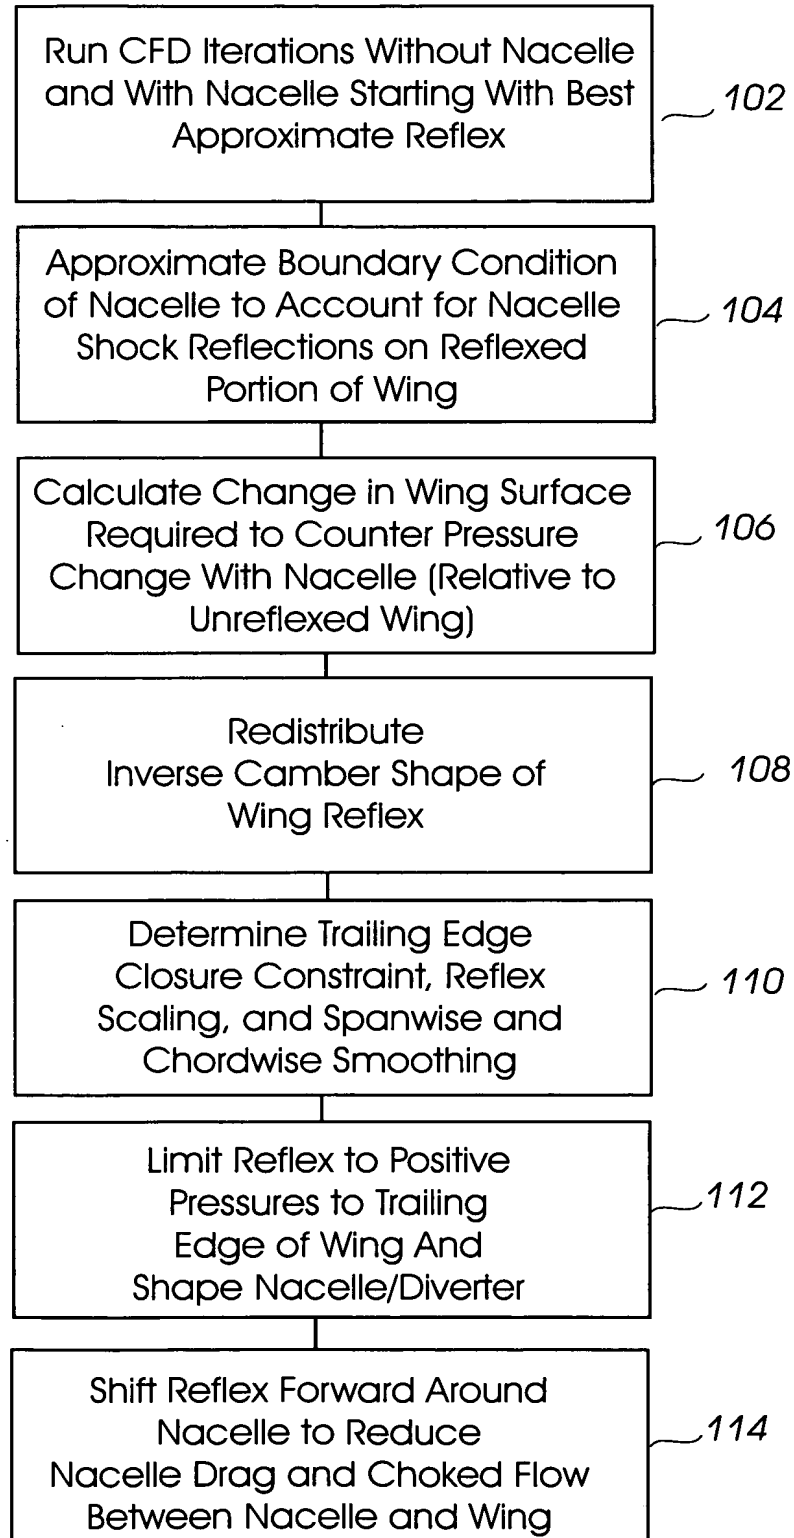 Run CFD Iterations Without Nacelle
and With Nacelle Starting With Best
Approximate Reflex
102
Approximate Boundary Condition
of Nacelle to Account for Nacelle
Shock Reflections on Reflexed
Portion of Wing
104
Calculate Change in Wing Surface
Required to Counter Pressure
Change With Nacelle (Relative to
Unreflexed Wing)
106
Redistribute
Inverse Camber Shape of
Wing Reflex
108
Determine Trailing Edge
Closure Constraint, Reflex
Scaling, and Spanwise and
Chordwise Smoothing
110
Limit Reflex to Positive
Pressures to Trailing
Edge of Wing And
Shape Nacelle/Diverter
112
Shift Reflex Forward Around
Nacelle to Reduce
Nacelle Drag and Choked Flow
Between Nacelle and Wing
114